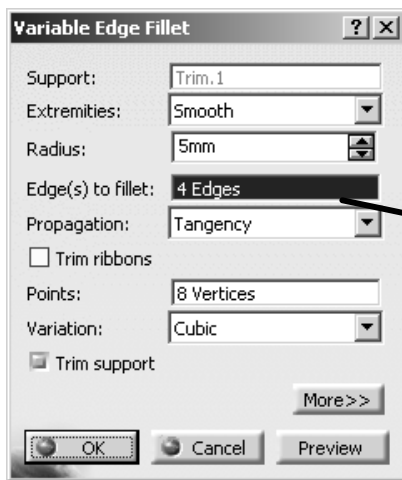 Variable Edge Fillet ? ×
Support: Trim.1
Extremities: Smooth
Radius: 5mm
Edge(s) to fillet: 4 Edges
Propagation: Tangency
Trim ribbons
Points: 8 Vertices
Variation: Cubic
Trim support
More>>
OK Cancel Preview